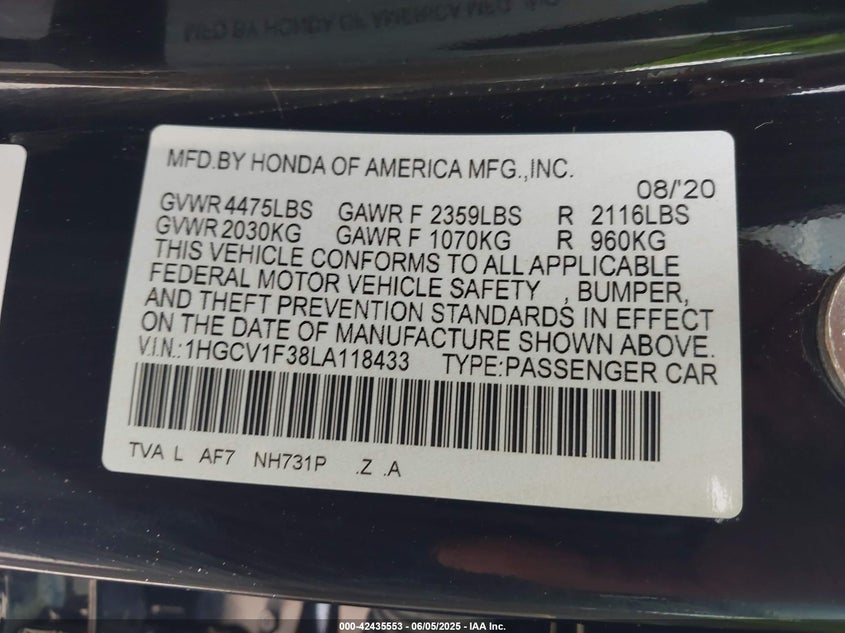 MFD.BY HONDA OF AMERICA MFG.,INC.
08/'20
GVWR 4475LBS GAWR F 2359LBS R 2116LBS
GVWR 2030KG GAWR F 1070KG R 960KG
THIS VEHICLE CONFORMS TO ALL APPLICABLE
FEDERAL MOTOR VEHICLE SAFETY , BUMPER,
AND THEFT PREVENTION STANDARDS IN EFFECT
ON THE DATE OF MANUFACTURE SHOWN ABOVE.
V.I.N.:1HGCV1F38LA118433 TYPE:PASSENGER CAR
TVA L AF7 NH731P .Z .A
000-42435553 - 06/05/2025 - IAA Inc.